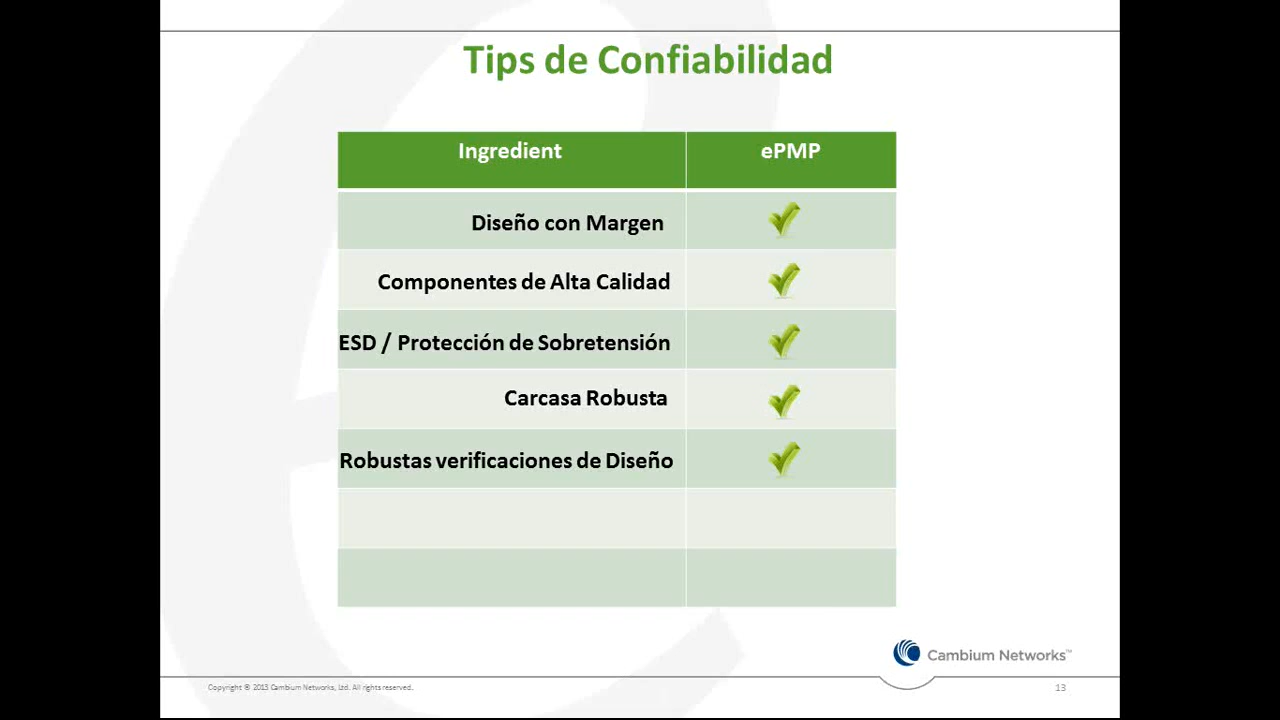 Tips de Confiabilidad
Ingredient ePMP
Diseño con Margen
Componentes de Alta Calidad
ESD / Protección de Sobretensión
Carcasa Robusta
Robustas verificaciones de Diseño
Cambium Networks™
Copyright ® 2013 Cambium Networks, Ltd. All rights reserved. 13